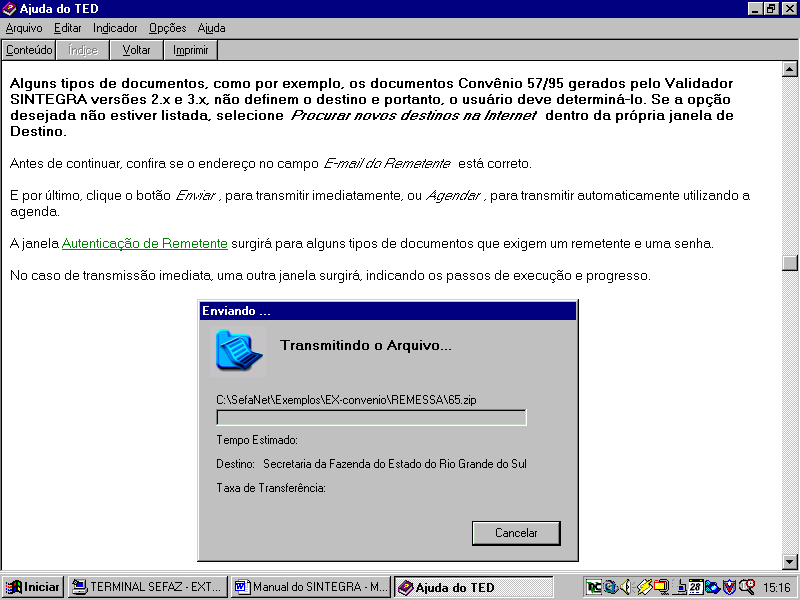 Ajuda do TED
Arquivo Editar Indicador Opções Ajuda
Conteúdo Índice Voltar Imprimir
Alguns tipos de documentos, como por exemplo, os documentos Convênio 57/95 gerados pelo Validador
SINTEGRA versões 2.x e 3.x, não definem o destino e portanto, o usuário deve determiná-lo. Se a opção
desejada não estiver listada, selecione Procurar novos destinos na Internet dentro da própria janela de
Destino.
Antes de continuar, confira se o endereço no campo E-mail do Remetente está correto.
E por último, clique o botão Enviar , para transmitir imediatamente, ou Agendar , para transmitir automaticamente utilizando a
agenda.
A janela Autenticação de Remetente surgirá para alguns tipos de documentos que exigem um remetente e uma senha.
No caso de transmissão imediata, uma outra janela surgirá, indicando os passos de execução e progresso.
Enviando ...
Transmitindo o Arquivo...
C:\SefaNet\Exemplos\EX-convenio\REMESSA\65.zip
Tempo Estimado:
Destino: Secretaria da Fazenda do Estado do Rio Grande do Sul
Taxa de Transferência:
Cancelar
Iniciar TERMINAL SEFAZ - EXT... Manual do SINTEGRA - M... Ajuda do TED 28 15:16